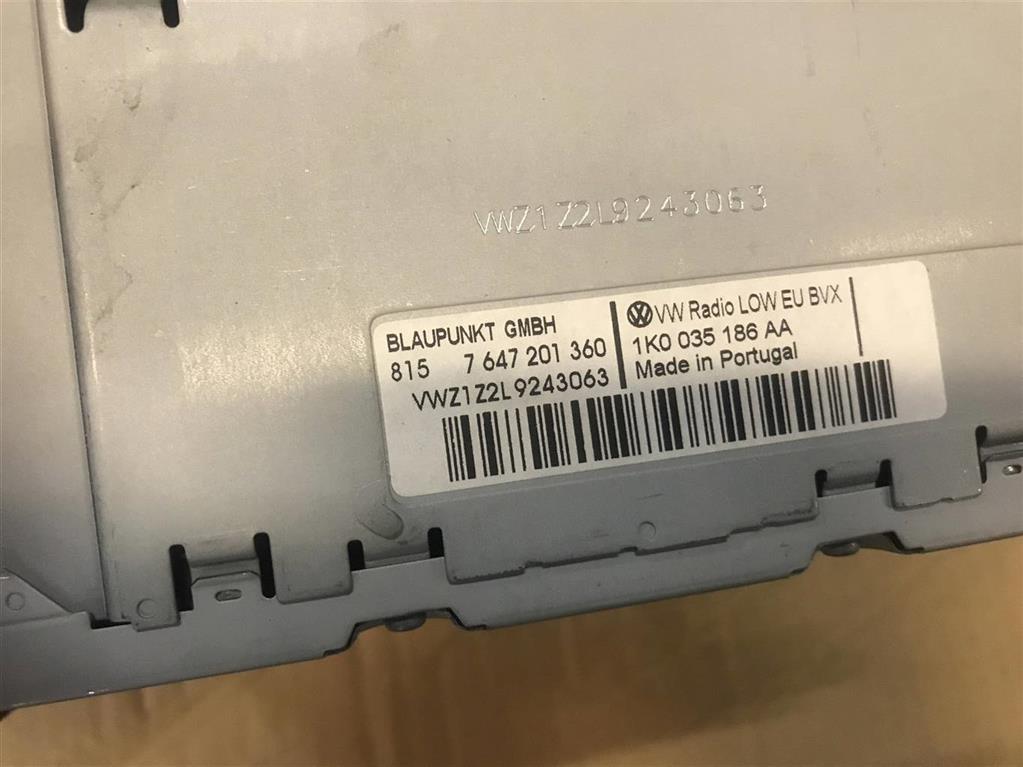 VWZ1Z2L9243063
BLAUPUNKT GMBH
815 7 647 201 360
VWZ1Z2L9243063
VW Radio LOW EU BVX
1K0 035 186 AA
Made in Portugal